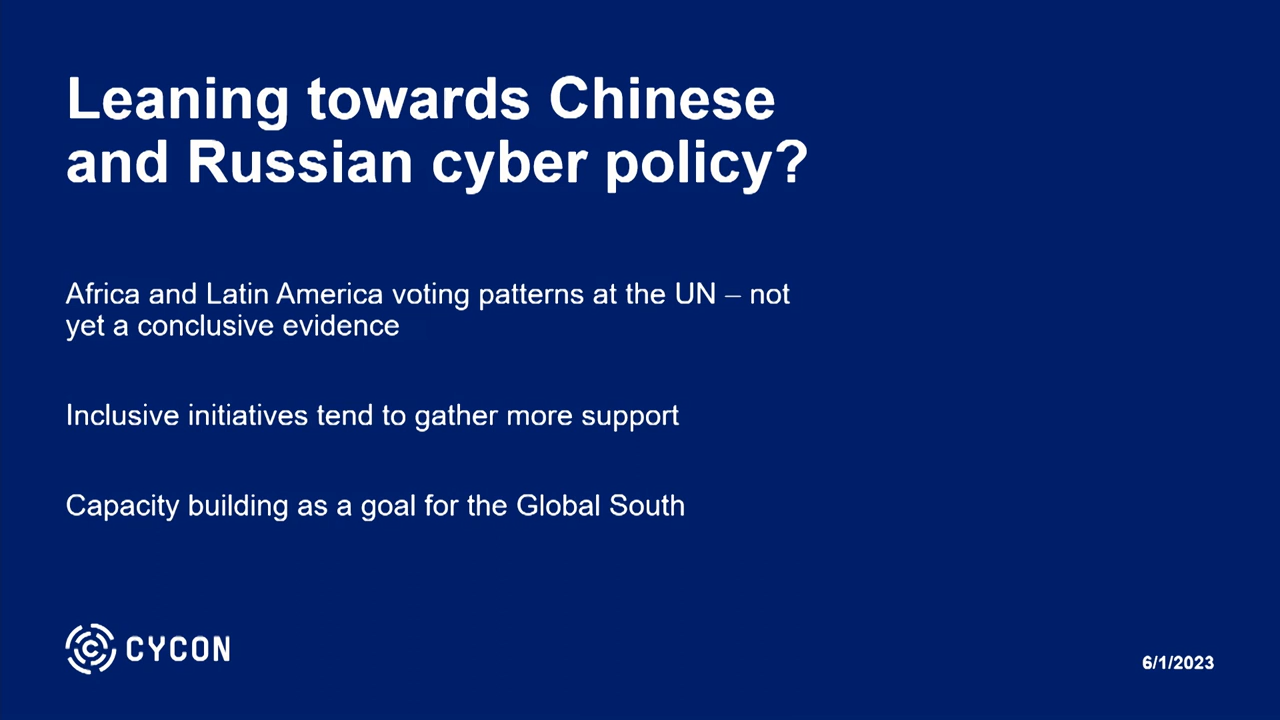 Leaning towards Chinese
and Russian cyber policy?
Africa and Latin America voting patterns at the UN – not
yet a conclusive evidence
Inclusive initiatives tend to gather more support
Capacity building as a goal for the Global South
CYCON
6/1/2023